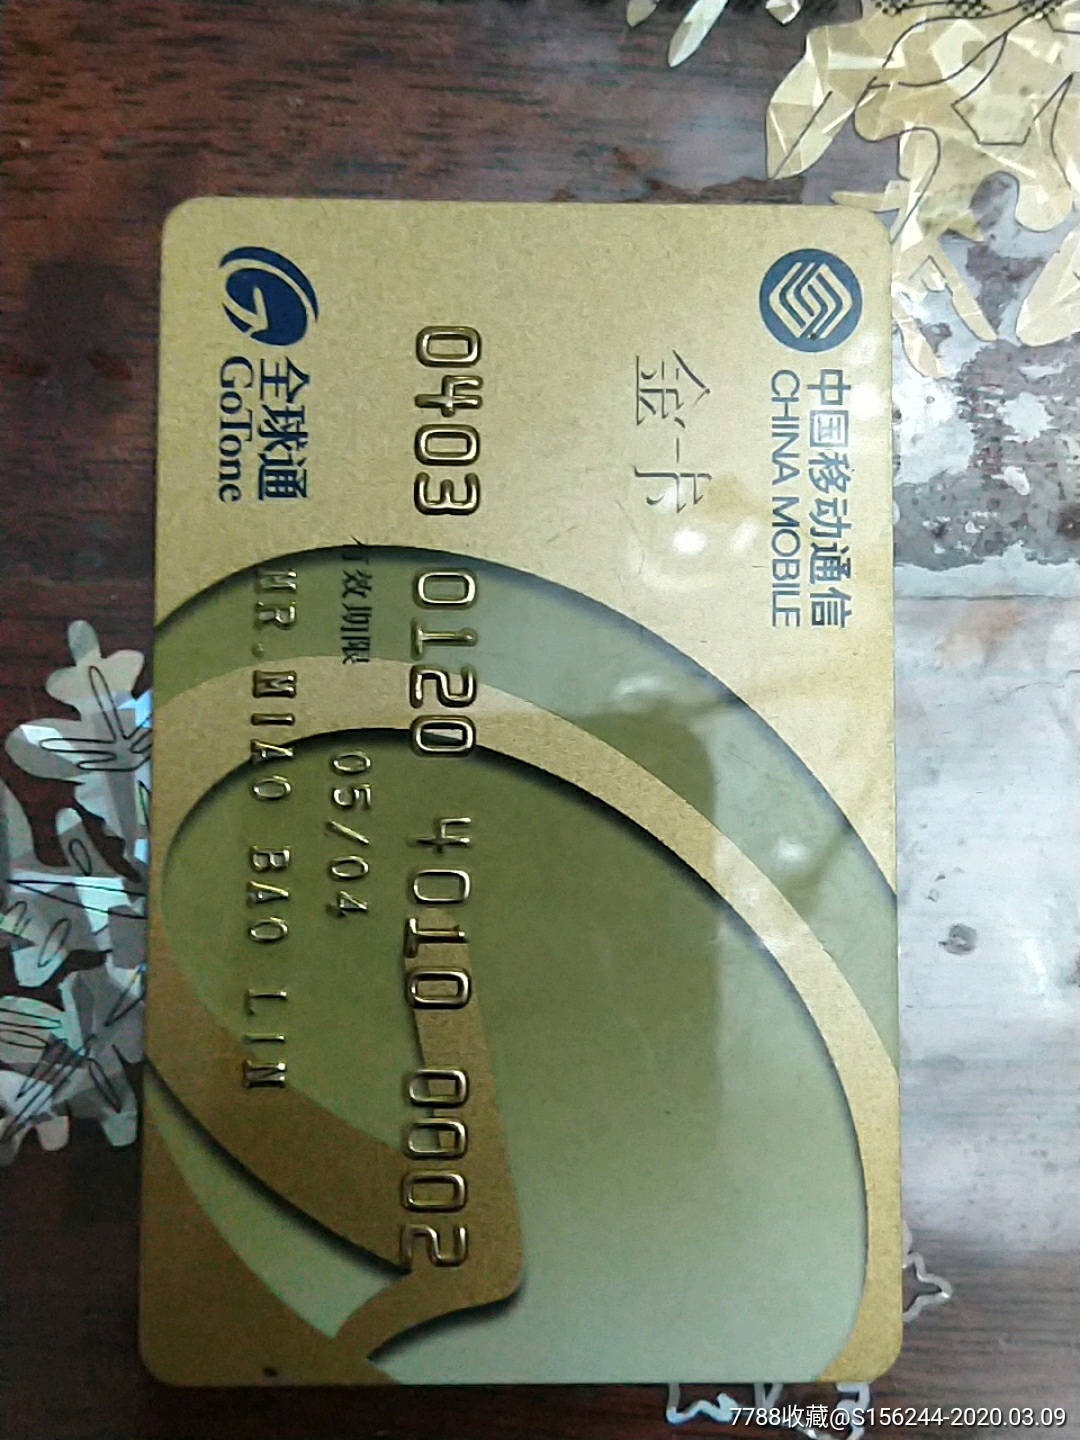 中国移动通信
CHINA MOBILE
金卡
0403 0120 4010 0002
有效期限 05/04
MR.MIAO BAO LIN
全球通
GoTone
7788收藏@S156244-2020.03.09